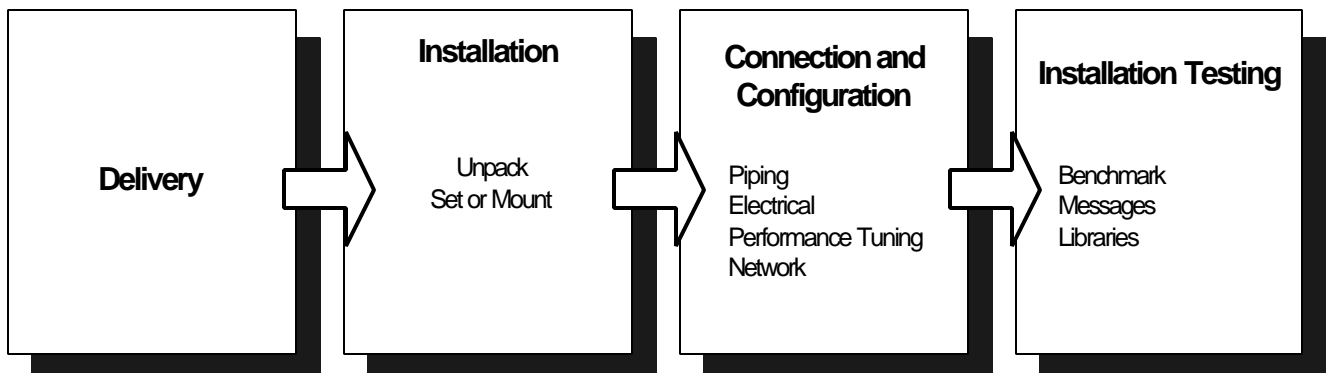 Delivery
Installation
Unpack
Set or Mount
Connection and
Configuration
Piping
Electrical
Performance Tuning
Network
Installation Testing
Benchmark
Messages
Libraries